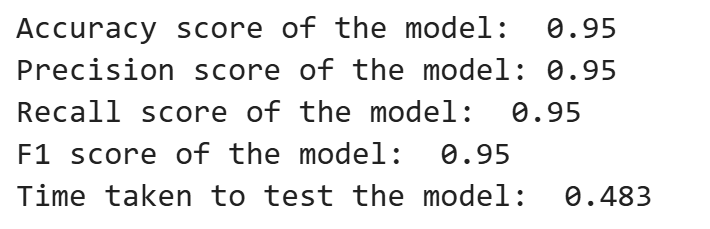 Accuracy score of the model:  0.95
Precision score of the model: 0.95
Recall score of the model:  0.95
F1 score of the model:  0.95
Time taken to test the model:  0.483